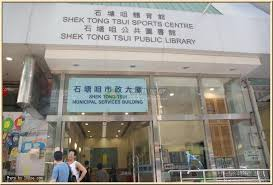 石塘咀體育館
SHEK TONG TSUI SPORTS CENTRE
石塘咀公共圖書館
SHEK TONG TSUI PUBLIC LIBRARY
石塘咀市政大廈
SHEK TONG TSUI
MUNICIPAL SERVICES BUILDING